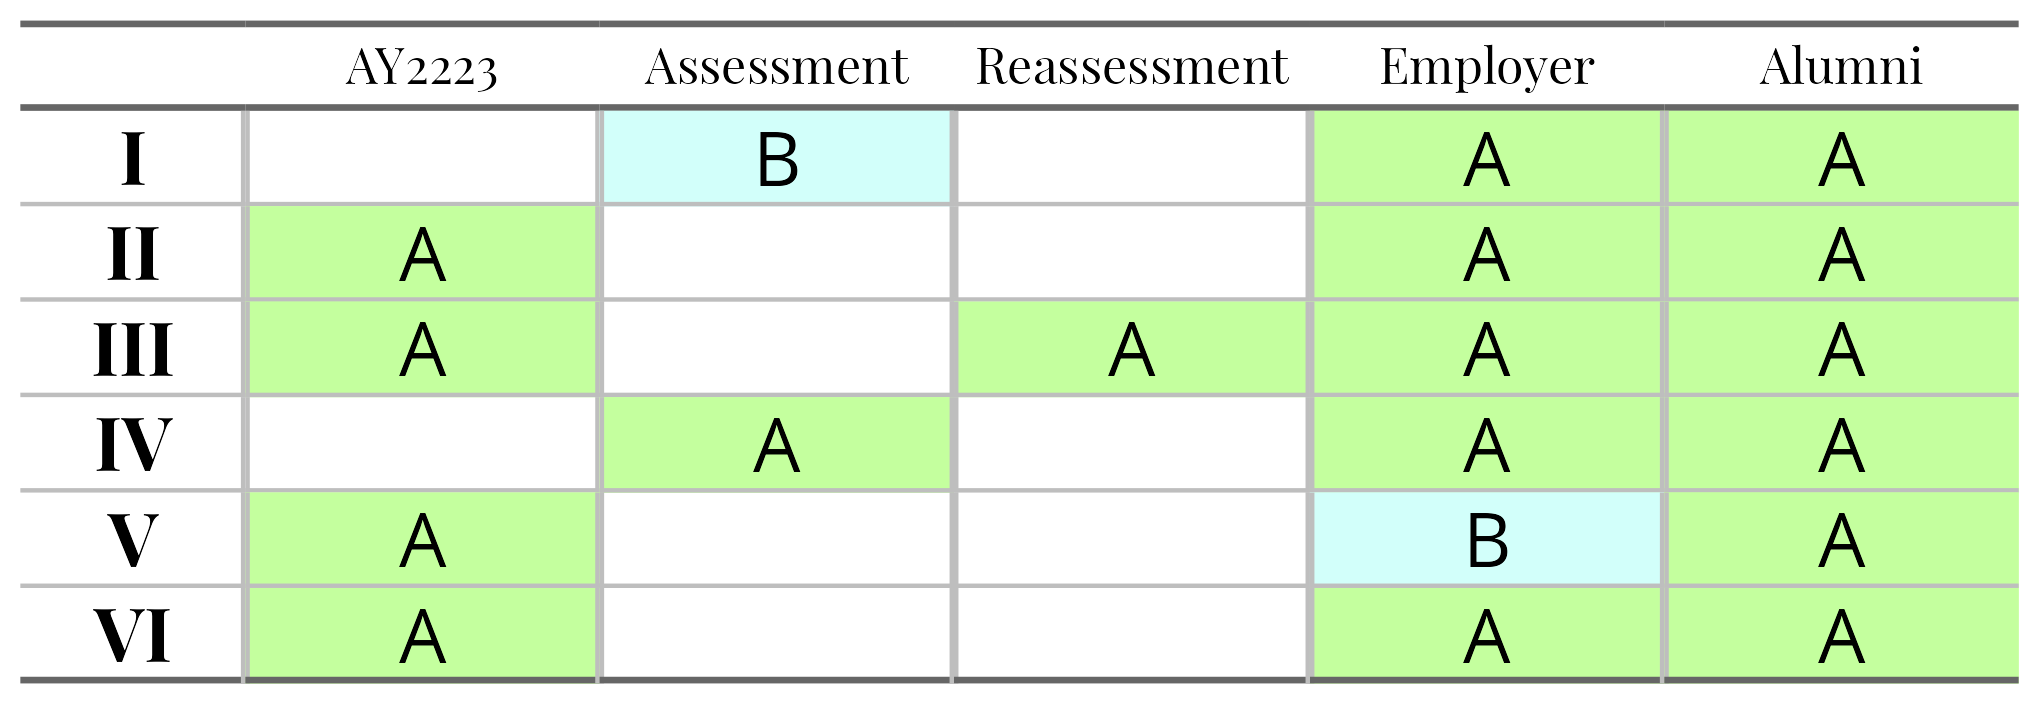 AY2223 Assessment Reassessment Employer Alumni
I B A A
II A A A
III A A A A
IV A A A
V A B A
VI A A A